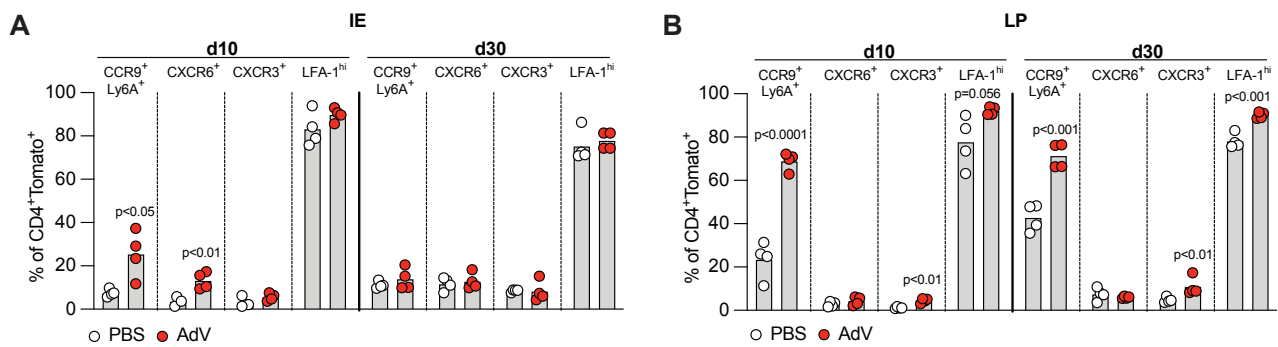 A
IE
d10
d30
CCR9+
Ly6A+
CXCR6+
CXCR3+
LFA-1hi
CCR9+
Ly6A+
CXCR6+
CXCR3+
LFA-1hi
% of CD4+Tomato+
100
80
60
40
20
0
p<0.05
p<0.01
PBS
AdV
B
LP
d10
d30
CCR9+
Ly6A+
CXCR6+
CXCR3+
LFA-1hi
CCR9+
Ly6A+
CXCR6+
CXCR3+
LFA-1hi
% of CD4+Tomato+
100
80
60
40
20
0
p<0.0001
p<0.01
p=0.056
p<0.001
p<0.01
p<0.001
PBS
AdV